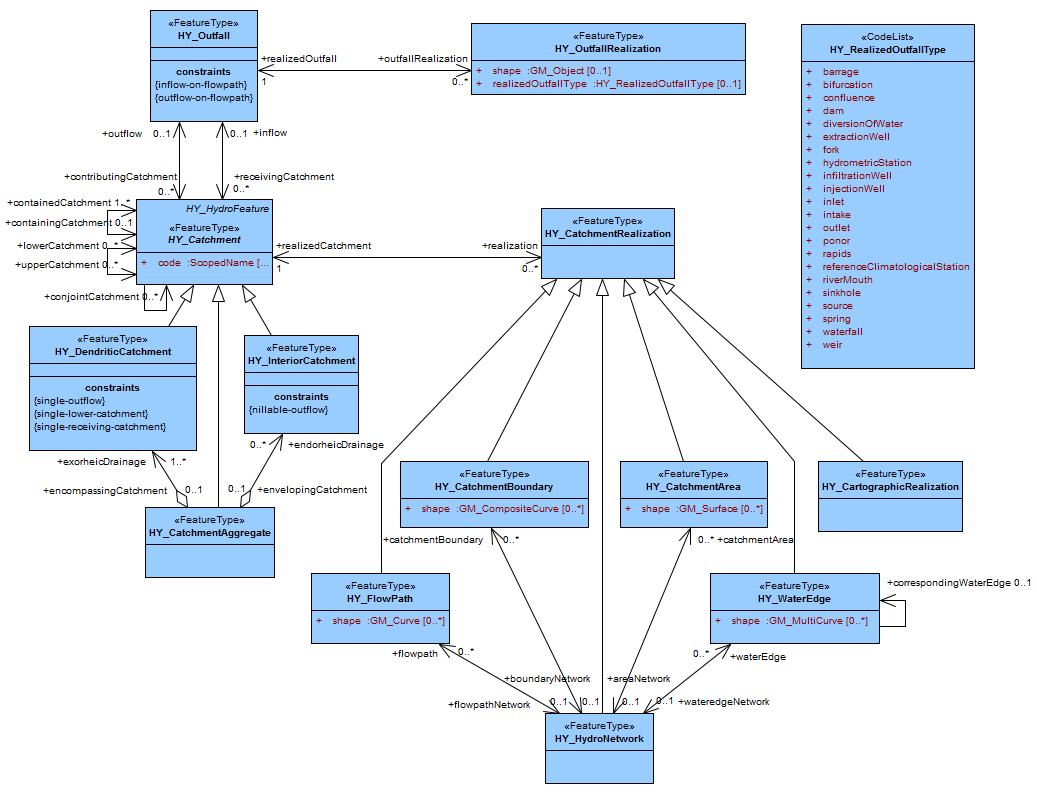 «FeatureType»
HY_Outfall
constraints
{inflow-on-flowpath}
{outflow-on-flowpath}
+realizedOutfall
1
+outfallRealization
0..*
«FeatureType»
HY_OutfallRealization
+ shape :GM_Object [0..1]
+ realizedOutfallType :HY_RealizedOutfallType [0..1]
«CodeList»
HY_RealizedOutfallType
+ barrage
+ bifurcation
+ confluence
+ dam
+ diversionOfWater
+ extractionWell
+ fork
+ hydrometricStation
+ infiltrationWell
+ injectionWell
+ inlet
+ intake
+ outlet
+ ponor
+ rapids
+ referenceClimatologicalStation
+ riverMouth
+ sinkhole
+ source
+ spring
+ waterfall
+ weir
+outflow 0..1
0..1 +inflow
+contributingCatchment
0..*
+receivingCatchment
0..*
+containedCatchment 1..*
+containingCatchment 0..1
+lowerCatchment 0..*
+upperCatchment 0..*
+conjointCatchment 0..*
HY_HydroFeature
«FeatureType»
HY_Catchment
+ code :ScopedName [...
+realizedCatchment
1
+realization
0..*
«FeatureType»
HY_CatchmentRealization
«FeatureType»
HY_DendriticCatchment
constraints
{single-outflow}
{single-lower-catchment}
{single-receiving-catchment}
«FeatureType»
HY_InteriorCatchment
constraints
{nillable-outflow}
+exorheicDrainage 1..*
0..* +endorheicDrainage
+encompassingCatchment 0..1
0..1 +envelopingCatchment
«FeatureType»
HY_CatchmentAggregate
«FeatureType»
HY_CatchmentBoundary
+ shape :GM_CompositeCurve [0..*]
«FeatureType»
HY_CatchmentArea
+ shape :GM_Surface [0..*]
«FeatureType»
HY_CartographicRealization
+catchmentBoundary 0..*
0..* +catchmentArea
«FeatureType»
HY_FlowPath
+ shape :GM_Curve [0..*]
«FeatureType»
HY_WaterEdge
+ shape :GM_MultiCurve [0..*]
+correspondingWaterEdge 0..1
+flowpath 0..*
0..* +waterEdge
+boundaryNetwork
+areaNetwork
+flowpathNetwork
0..1
0..1
0..1
0..1
+wateredgeNetwork
«FeatureType»
HY_HydroNetwork